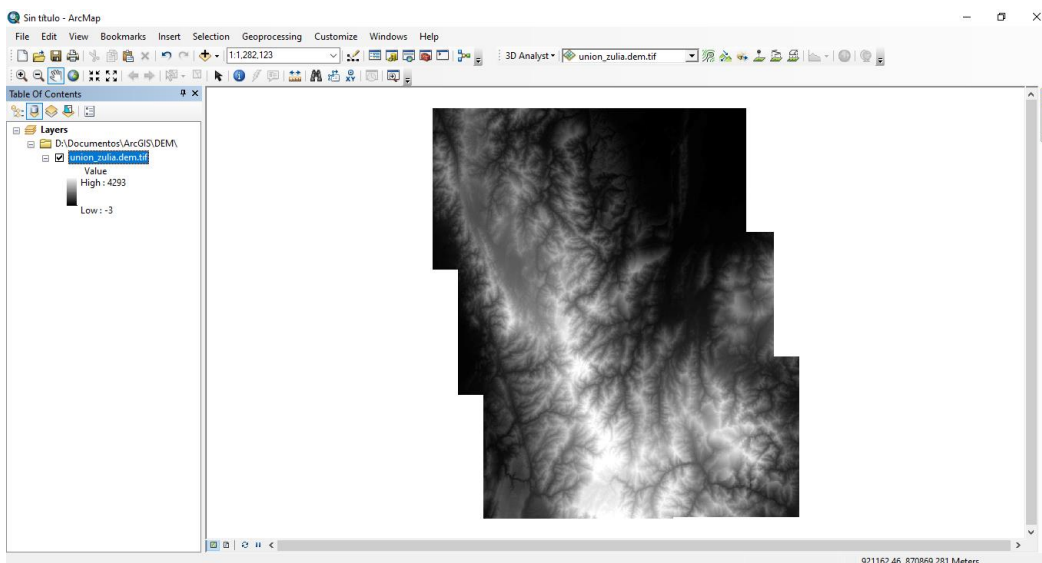 Sin título - ArcMap
File Edit View Bookmarks Insert Selection Geoprocessing Customize Windows Help
1:1,282,123
3D Analyst
union_zulia.dem.tif
Table Of Contents
Layers
D:\Documentos\ArcGIS\DEM\
union_zulia.dem.tif
Value
High : 4293
Low : -3
921162.46 870869.281 Meters